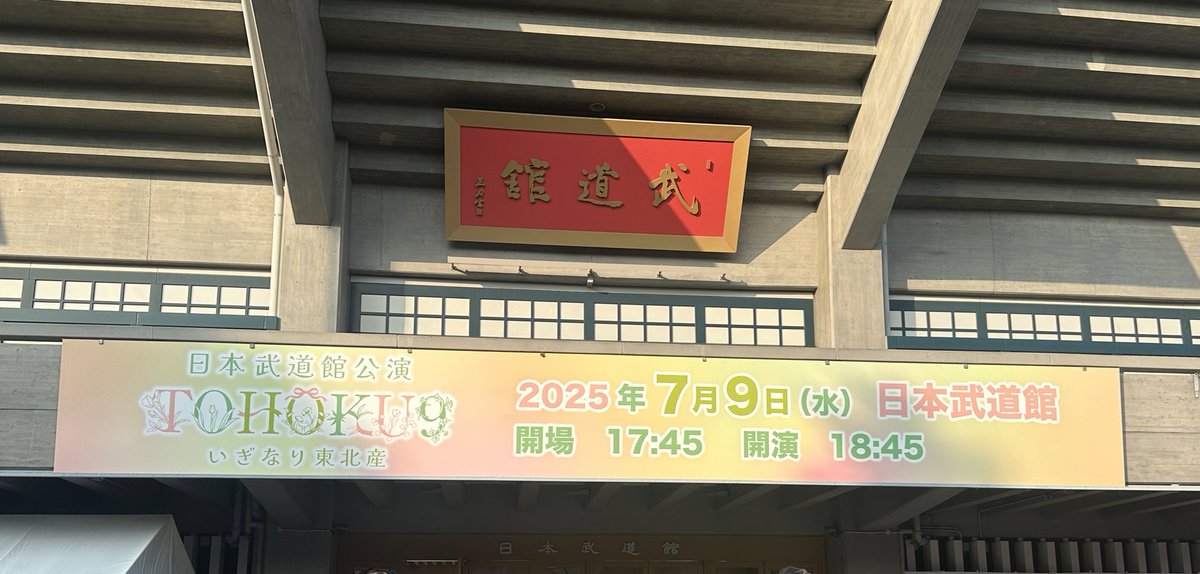 武道館
日本武道館公演
TOHOKU9
いぎなり東北産
2025年7月9日(水) 日本武道館
開場 17:45 開演 18:45
日本武道館